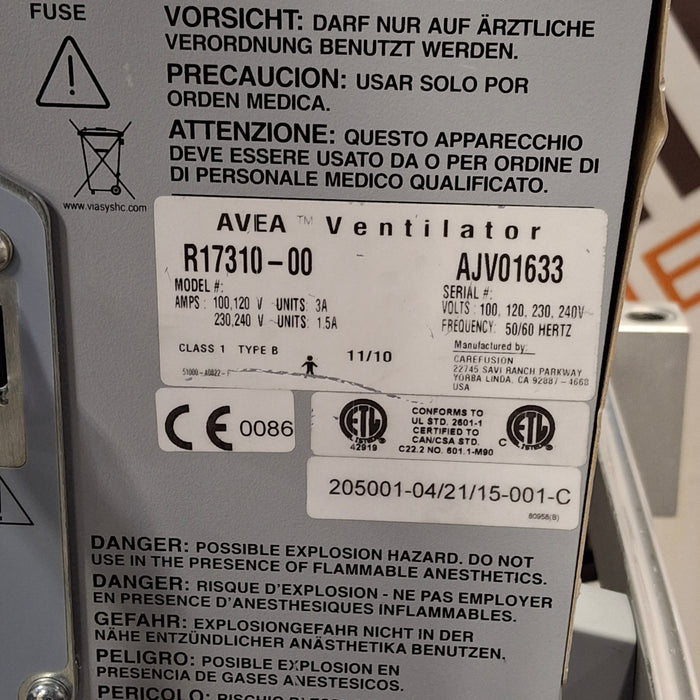 FUSE
VORSICHT: DARF NUR AUF ÄRZTLICHE
VERORDNUNG BENUTZT WERDEN.
PRECAUCION: USAR SOLO POR
ORDEN MEDICA.
ATTENZIONE: QUESTO APPARECCHIO
DEVE ESSERE USATO DA O PER ORDINE DI
DI PERSONALE MEDICO QUALIFICATO.
www.viasyshc.com
AVEA™ Ventilator
R17310-00
MODEL #:
AMPS : 100,120 V -UNITS: 3A
230,240 V -UNITS: 1.5A
CLASS 1 TYPE B
11/10
AJV01633
SERIAL #:
VOLTS : 100, 120, 230, 240V~
FREQUENCY: 50/60 HERTZ
Manufactured by:
CAREFUSION
22745 SAVI RANCH PARKWAY
YORBA LINDA, CA 92887-4668
USA
CE 0086
ETL
LISTED
42919
CONFORMS TO
UL STD. 2601-1
CERTIFIED TO
CAN/CSA STD.
C22.2 NO. 601.1-M90
C ETL
LISTED
205001-04/21/15-001-C
DANGER: POSSIBLE EXPLOSION HAZARD. DO NOT
USE IN THE PRESENCE OF FLAMMABLE ANESTHETICS.
DANGER: RISQUE D'EXPLOSION - NE PAS EMPLOYER
EN PRESENCE D'ANESTHESIQUES INFLAMMABLES.
GEFAHR: EXPLOSIONGEFAHR NICHT IN DER
NÄHE ENTZÜNDLICHER ANÄSTHETIKA BENUTZEN.
PELIGRO: POSIBLE EXPLOSION EN
PRESENCIA DE GASES ANESTESICOS.